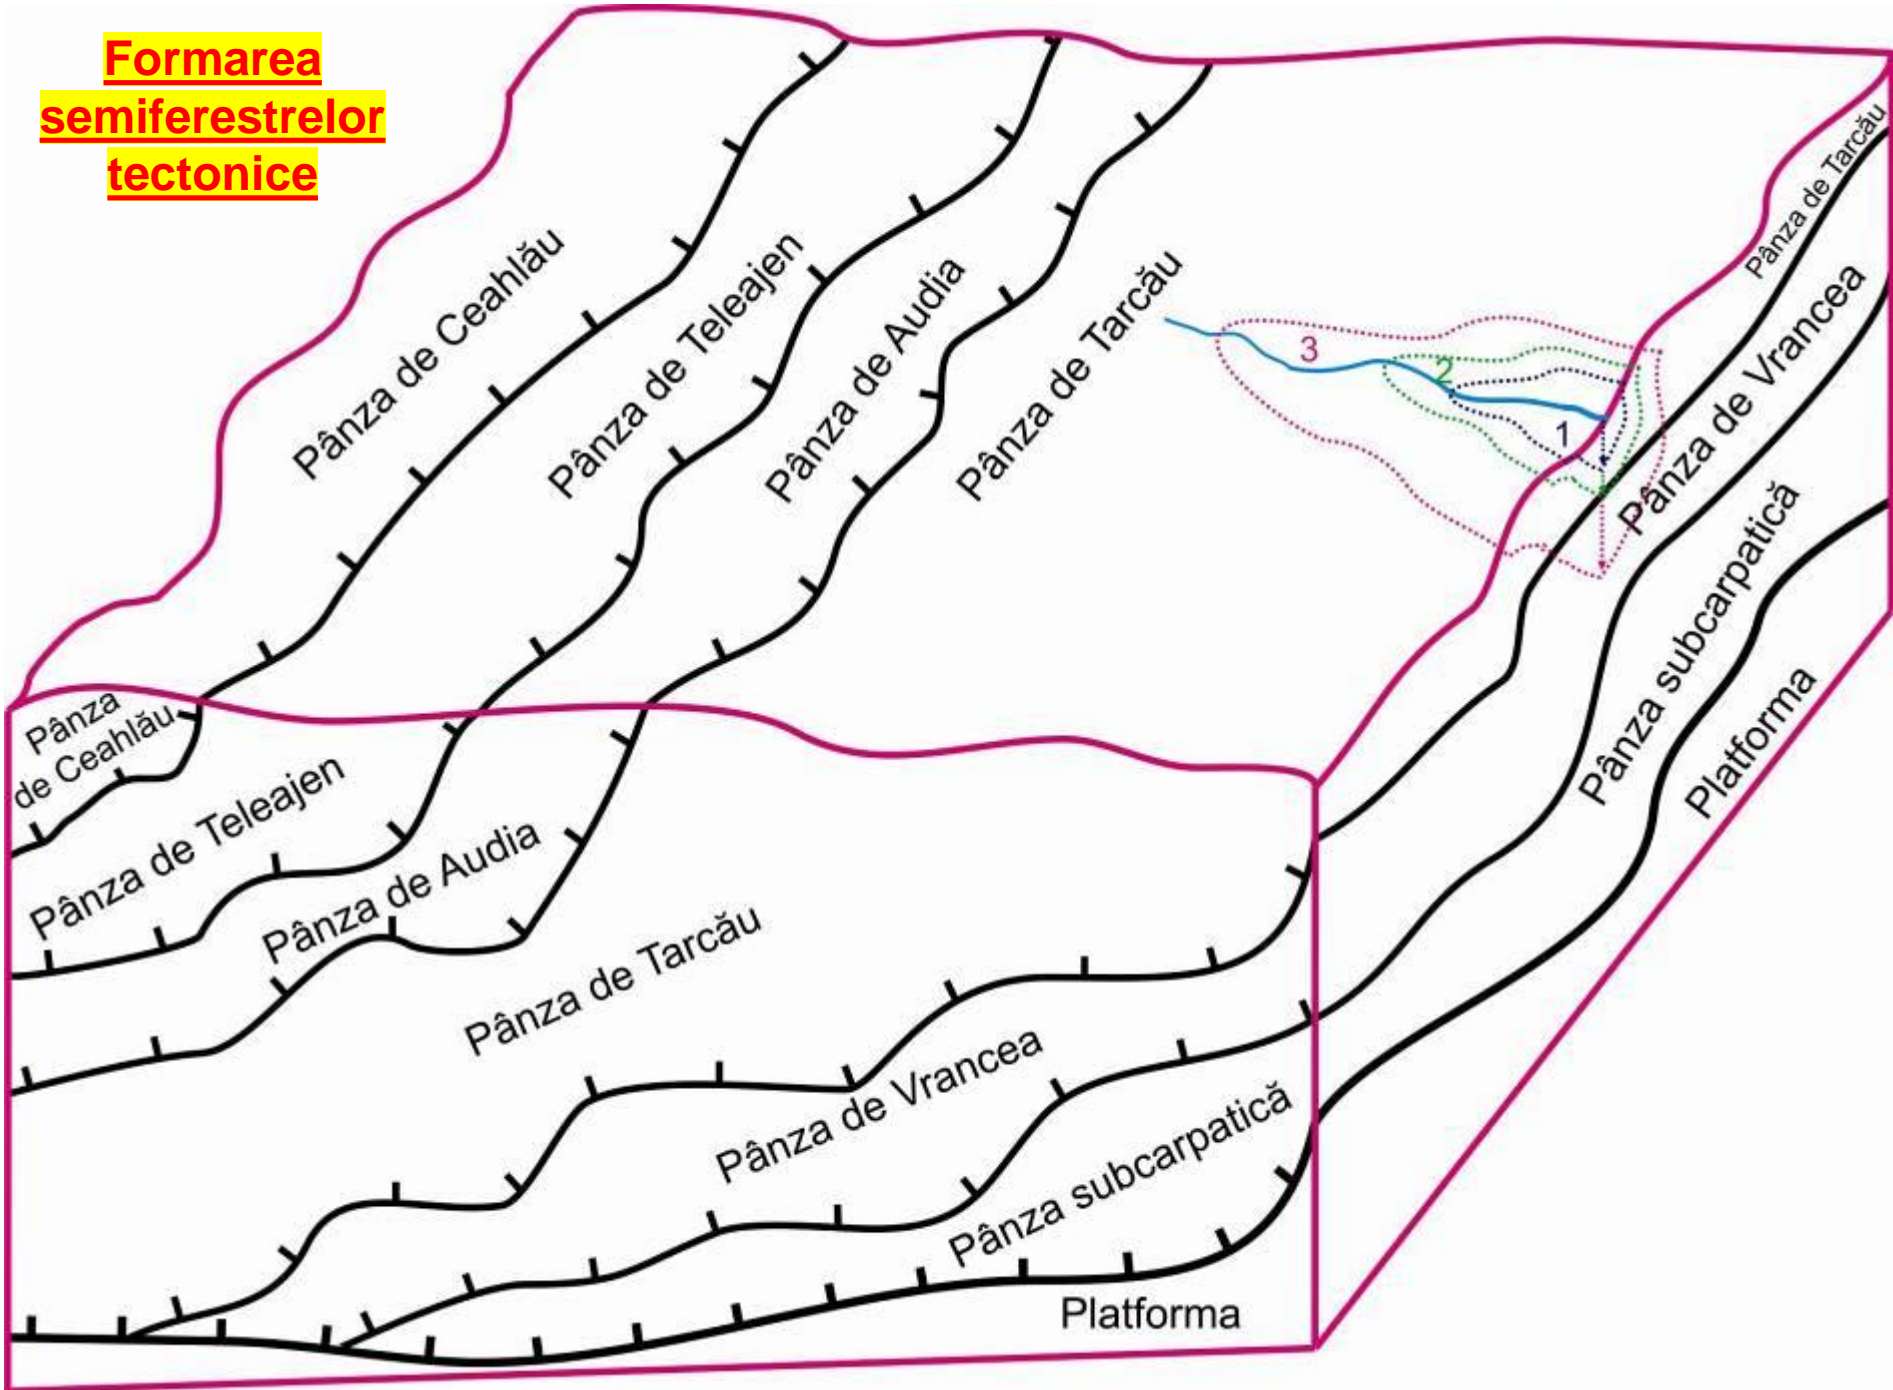 Formarea
semiferestrelor
tectonice
Pânza de Ceahlău
Pânza de Teleajen
Pânza de Audia
Pânza de Tarcău
3
2
1
Pânza de Tarcău
Pânza de Vrancea
Pânza subcarpatică
Platforma
Pânza
de Ceahlău
Pânza de Teleajen
Pânza de Audia
Pânza de Tarcău
Pânza de Vrancea
Pânza subcarpatică
Platforma